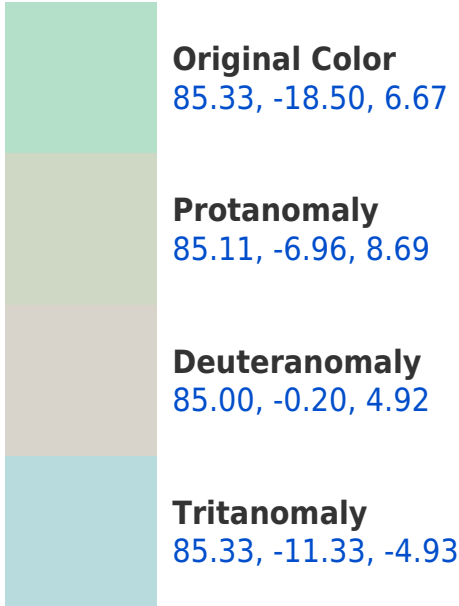 Original Color
85.33, -18.50, 6.67
Protanomaly
85.11, -6.96, 8.69
Deuteranomaly
85.00, -0.20, 4.92
Tritanomaly
85.33, -11.33, -4.93